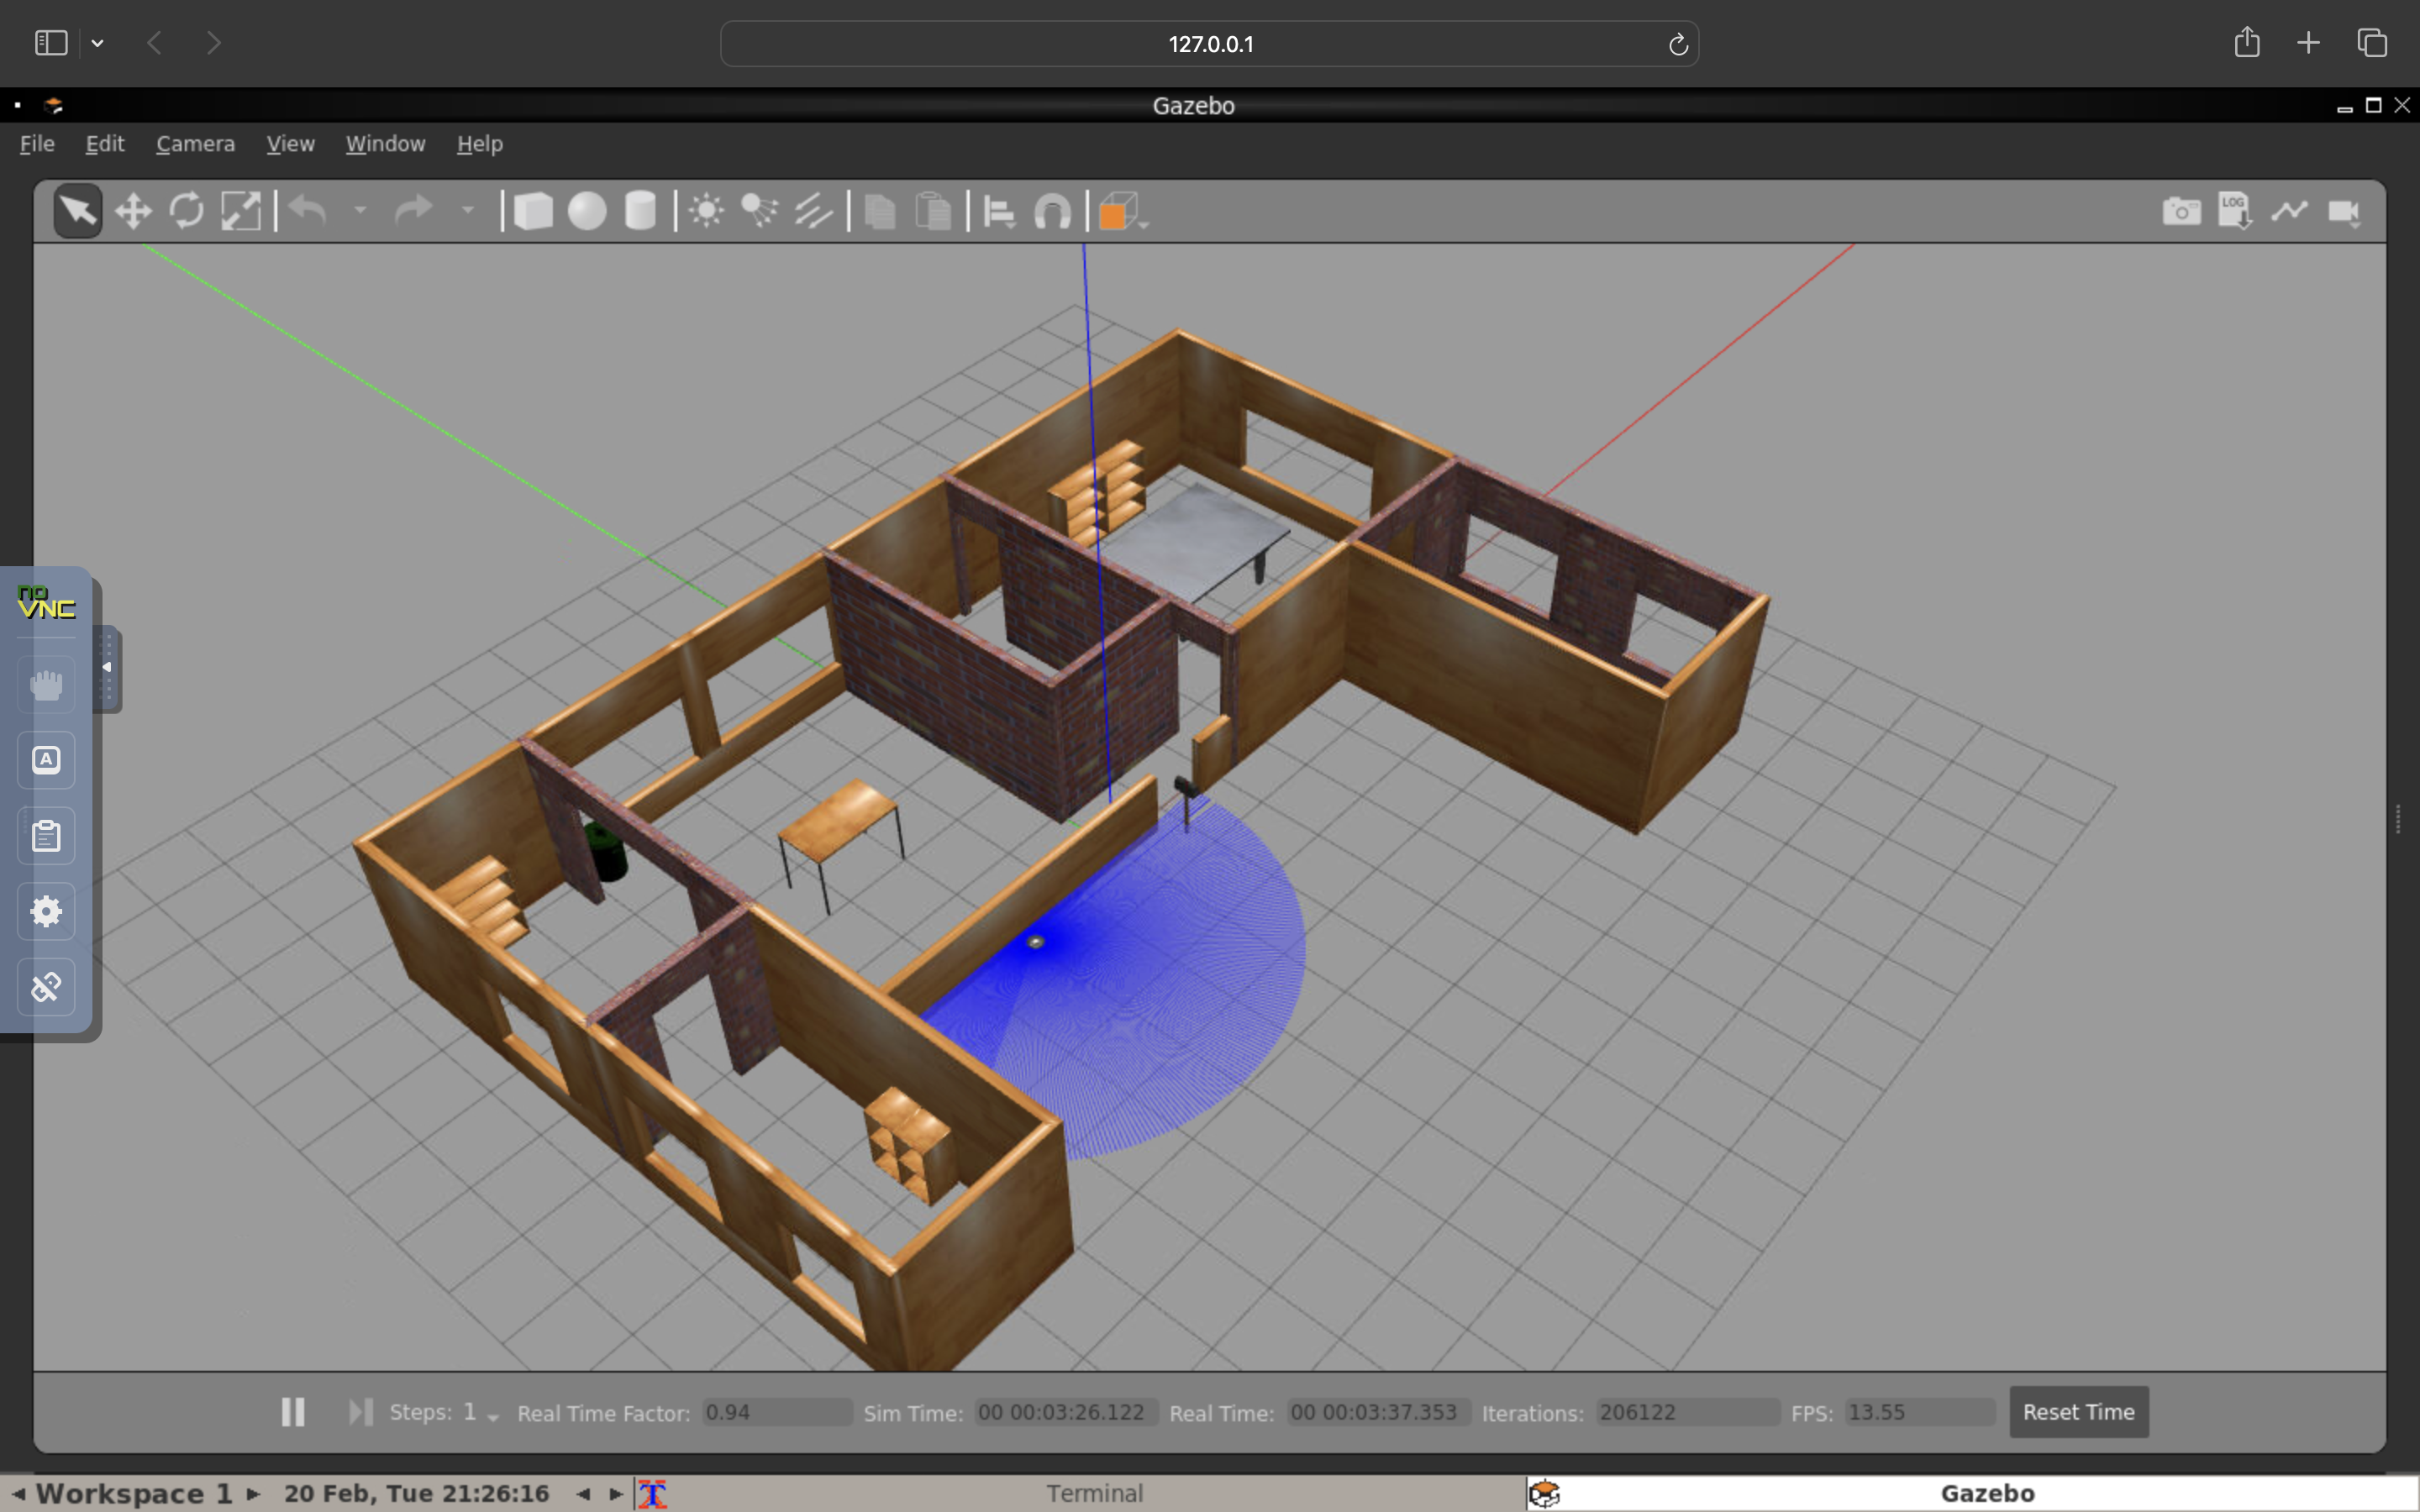 127.0.0.1
Gazebo
File Edit Camera View Window Help
LOG
no
VNC
A
Steps: 1 Real Time Factor: 0.94 Sim Time: 00 00:03:26.122 Real Time: 00 00:03:37.353 Iterations: 206122 FPS: 13.55 Reset Time
Workspace 1 20 Feb, Tue 21:26:16 Terminal Gazebo